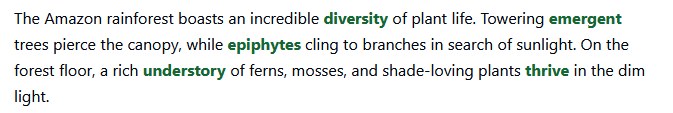 The Amazon rainforest boasts an incredible diversity of plant life. Towering emergent
trees pierce the canopy, while epiphytes cling to branches in search of sunlight. On the
forest floor, a rich understory of ferns, mosses, and shade-loving plants thrive in the dim
light.